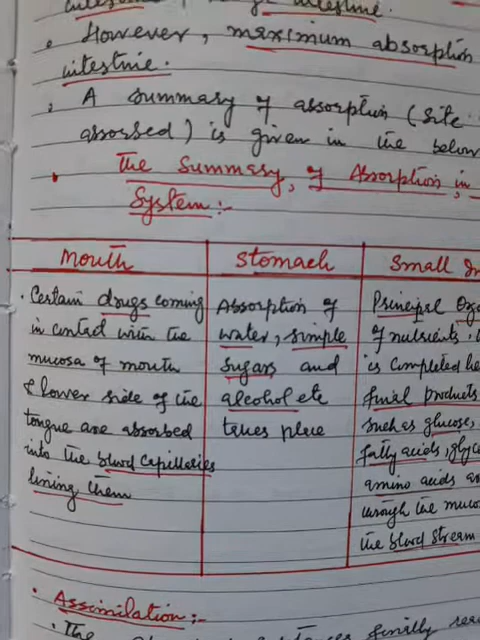 intestine.
However, maximum absorption
intestine.
A summary of absorption (Site
absorbed) is given in the below
The Summary, of Absorption in
System:-
Mouth
Certain drugs coming
in contact with the
mucosa of mouth
& lower side of the
tongue are absorbed
into the blood capillaries
lining them
Stomach
Absorption of
water, simple
sugars and
alcohol etc
takes place
Small
Principal
of nutrients.
is completed
final products
such as glucose,
fatty acids,
amino acids
through the
the blood stream
Assimilation:-
The finally